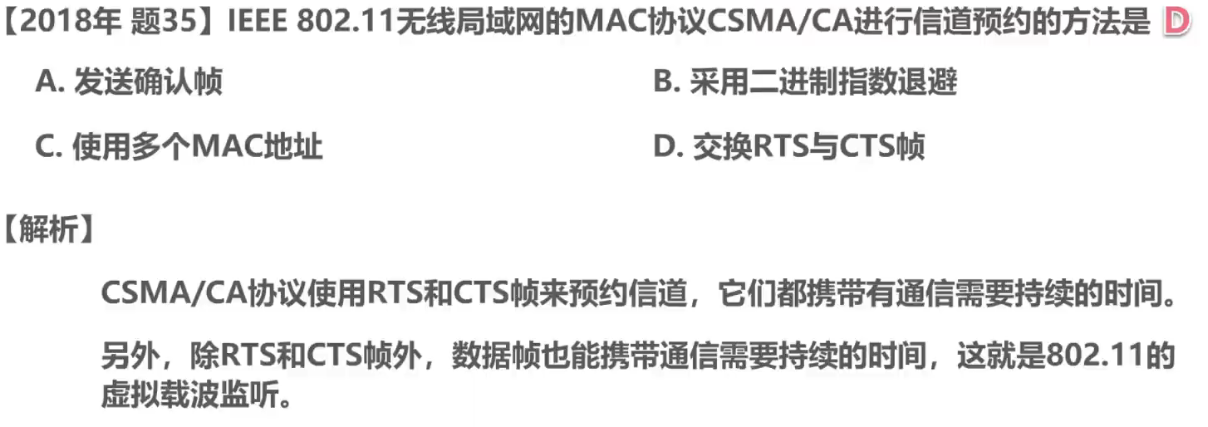 【2018年 题35】IEEE 802.11无线局域网的MAC协议CSMA/CA进行信道预约的方法是 D
A. 发送确认帧 B. 采用二进制指数退避
C. 使用多个MAC地址 D. 交换RTS与CTS帧
【解析】
CSMA/CA协议使用RTS和CTS帧来预约信道，它们都携带有通信需要持续的时间。
另外，除RTS和CTS帧外，数据帧也能携带通信需要持续的时间，这就是802.11的
虚拟载波监听。